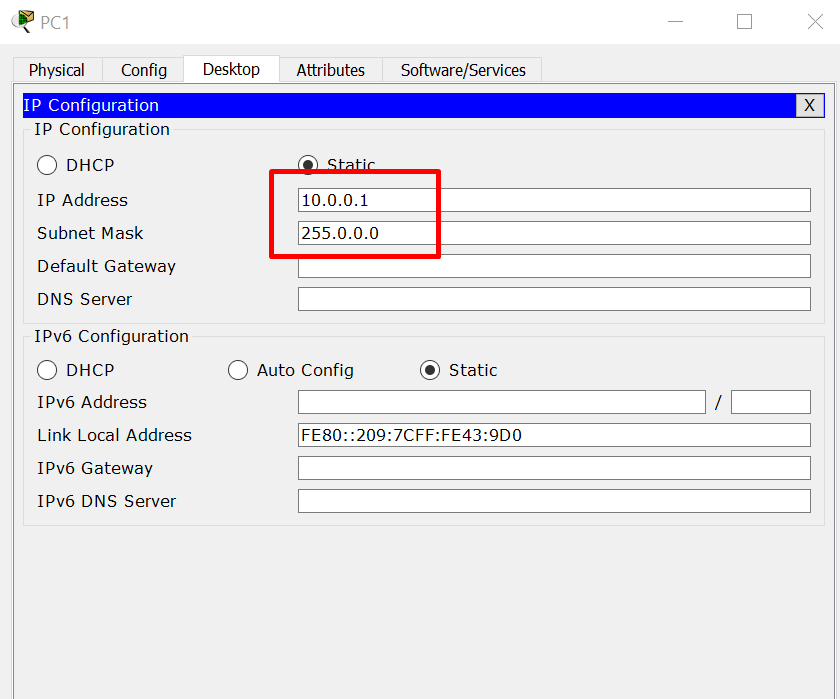 PC1
Physical Config Desktop Attributes Software/Services
IP Configuration X
IP Configuration
DHCP Static
IP Address 10.0.0.1
Subnet Mask 255.0.0.0
Default Gateway
DNS Server
IPv6 Configuration
DHCP Auto Config Static
IPv6 Address /
Link Local Address FE80::209:7CFF:FE43:9D0
IPv6 Gateway
IPv6 DNS Server